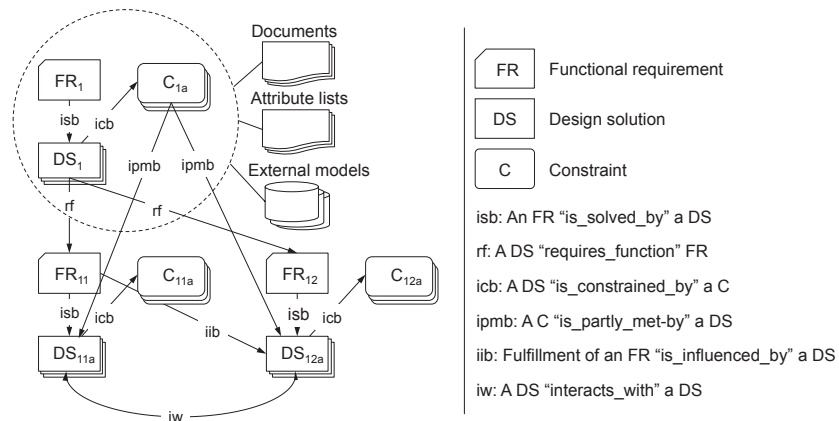 Documents
FR1
C1a
isb
icb
Attribute lists
DS1
ipmb
ipmb
External models
rf
rf
FR11
C11a
FR12
C12a
isb
icb
isb
icb
iib
DS11a
DS12a
iw
FR
Functional requirement
DS
Design solution
C
Constraint
isb: An FR “is_solved_by” a DS
rf: A DS “requires_function” FR
icb: A DS “is_constrained_by” a C
ipmb: A C “is_partly_met-by” a DS
iib: Fulfillment of an FR “is_influenced_by” a DS
iw: A DS “interacts_with” a DS